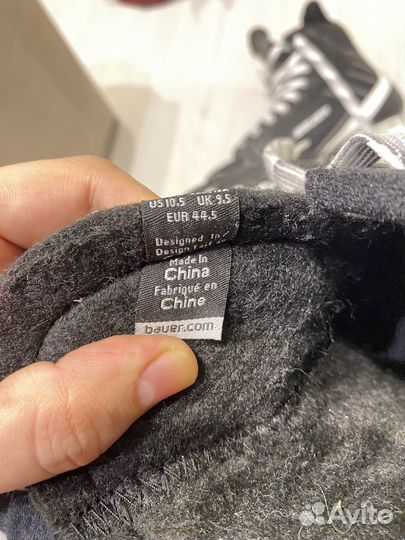 US 10.5 UK 9.5
EUR 44.5
Designed in
Made in
China
Fabriqué en
Chine
bauer.com
Avito